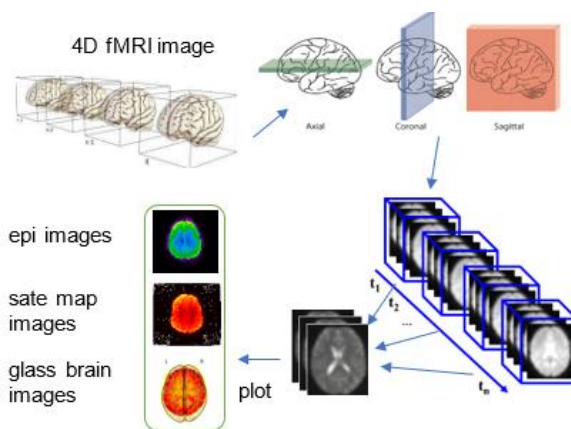 4D fMRI image
Axial
Coronal
Sagittal
epi images
sate map
images
glass brain
images
plot
t1
t2
...
tn
L R